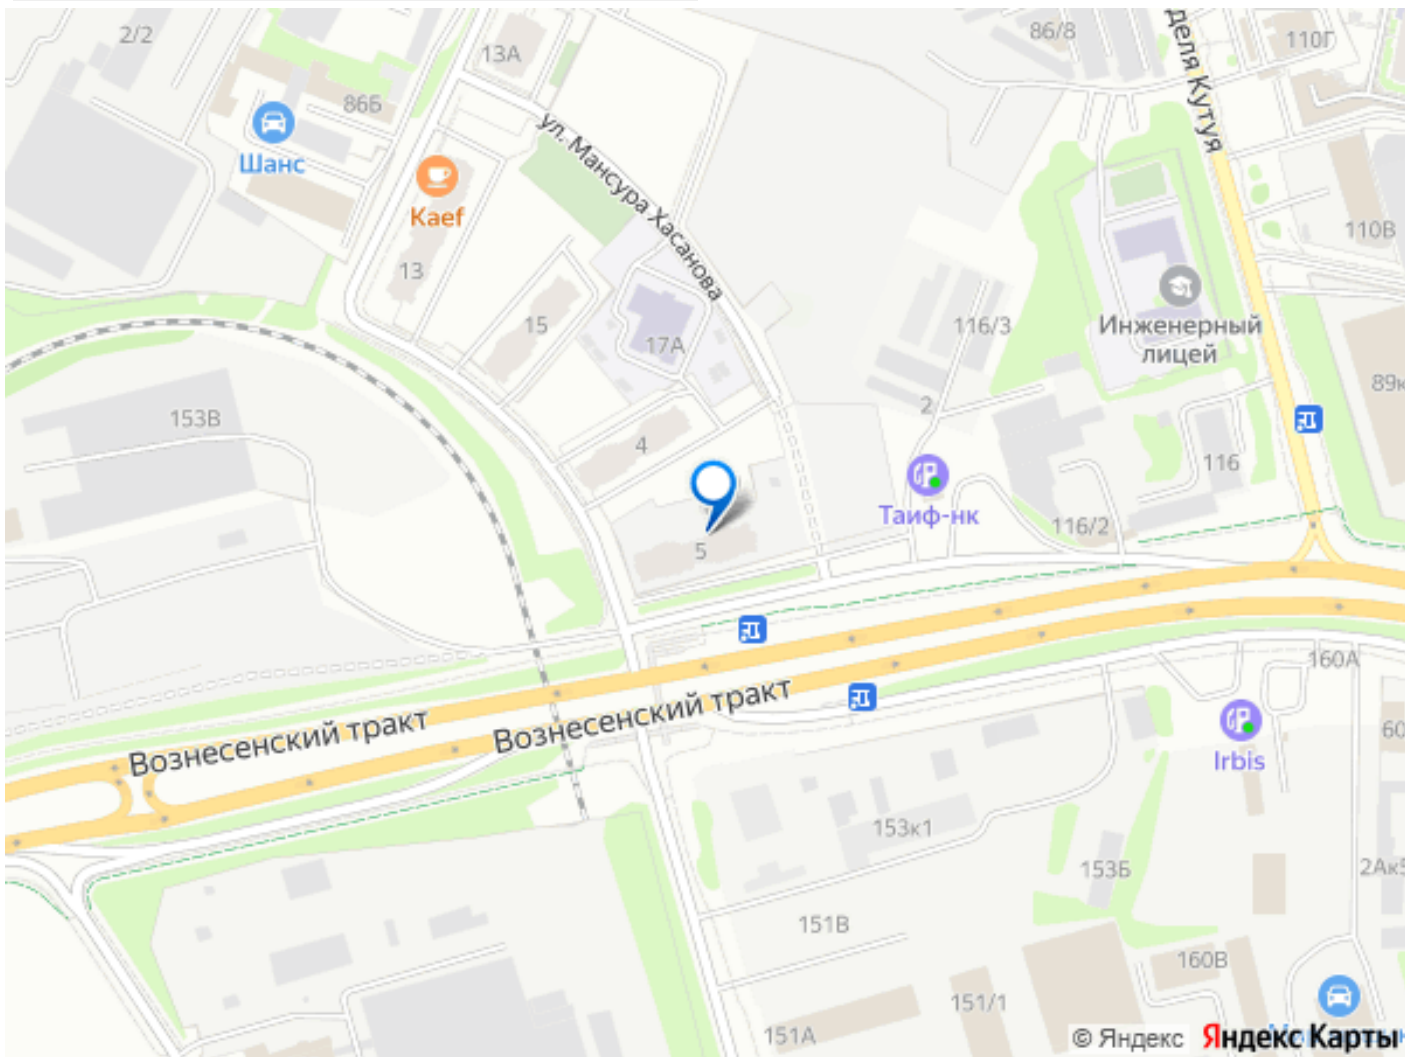 2/2
13А
86/8
110Г
деля Кутуя
86Б
Шанс
ул. Мансура Хасанова
Kaef
110В
13
15
17А
116/3
Инженерный
лицей
89к
153В
2
4
116
Таиф-нк
116/2
5
160А
Вознесенский тракт
Вознесенский тракт
60
Irbis
153к1
153Б
2Ак5
151В
160В
151/1
151А
© Яндекс
Яндекс Карты